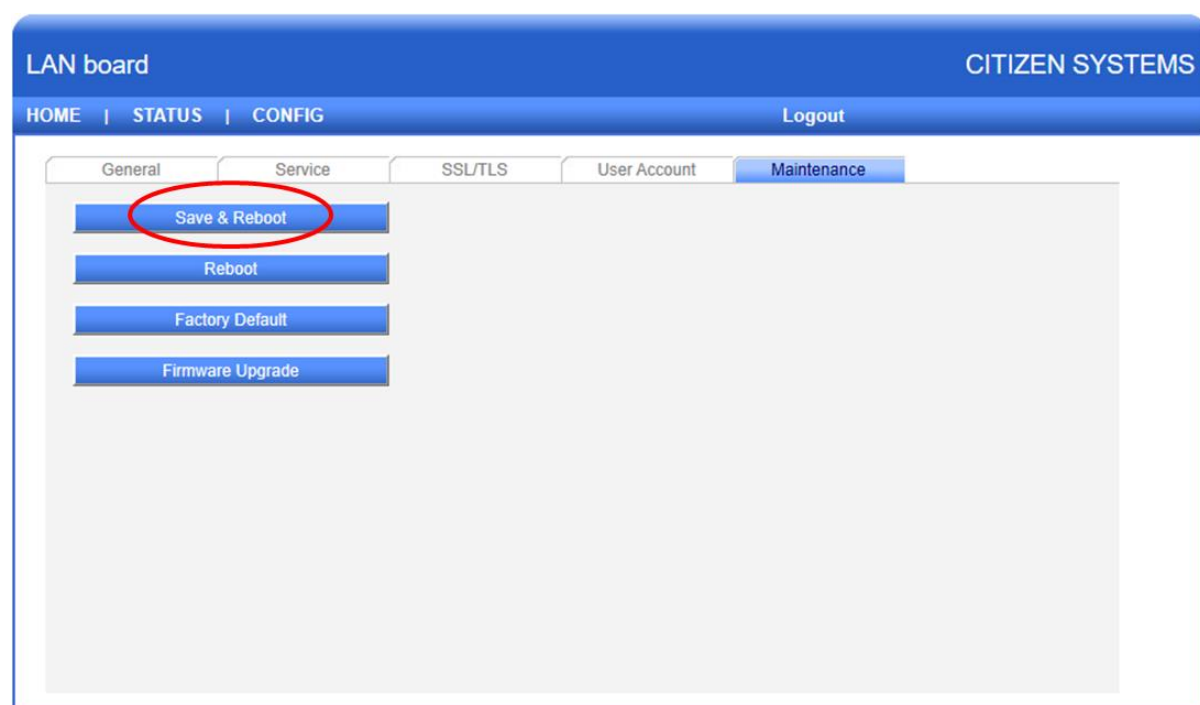 LAN board CITIZEN SYSTEMS
HOME | STATUS | CONFIG Logout
General Service SSL/TLS User Account Maintenance
Save & Reboot
Reboot
Factory Default
Firmware Upgrade